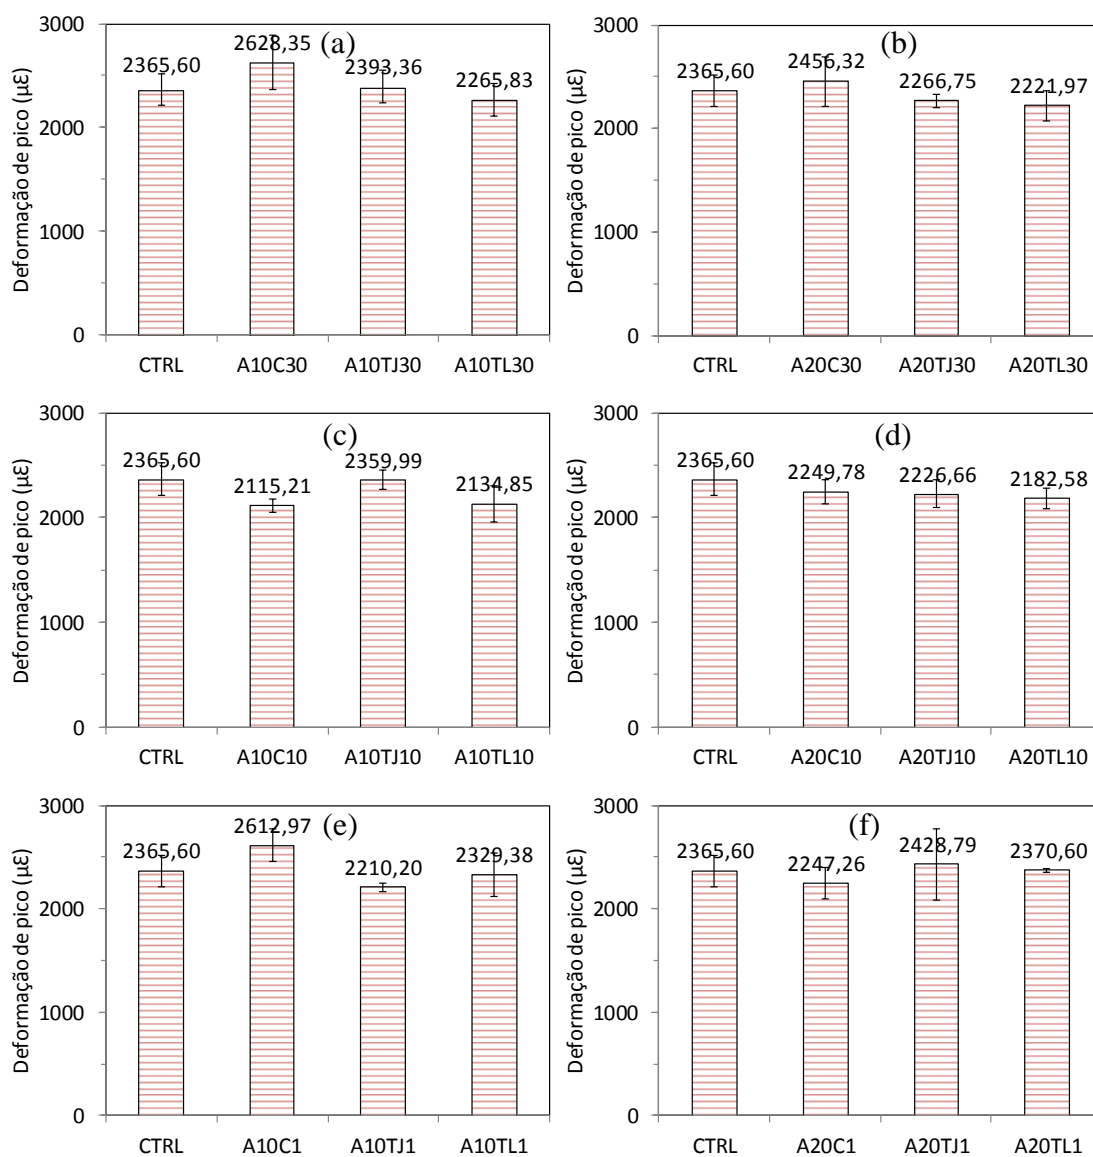 Deformação de pico (µƐ)
3000
2000
1000
0
(a)
2365,60
2628,35
2393,36
2265,83
CTRL
A10C30
A10TJ30
A10TL30
Deformação de pico (µƐ)
3000
2000
1000
0
(b)
2365,60
2456,32
2266,75
2221,97
CTRL
A20C30
A20TJ30
A20TL30
Deformação de pico (µƐ)
3000
2000
1000
0
(c)
2365,60
2115,21
2359,99
2134,85
CTRL
A10C10
A10TJ10
A10TL10
Deformação de pico (µƐ)
3000
2000
1000
0
(d)
2365,60
2249,78
2226,66
2182,58
CTRL
A20C10
A20TJ10
A20TL10
Deformação de pico (µƐ)
3000
2000
1000
0
(e)
2365,60
2612,97
2210,20
2329,38
CTRL
A10C1
A10TJ1
A10TL1
Deformação de pico (µƐ)
3000
2000
1000
0
(f)
2365,60
2247,26
2428,79
2370,60
CTRL
A20C1
A20TJ1
A20TL1